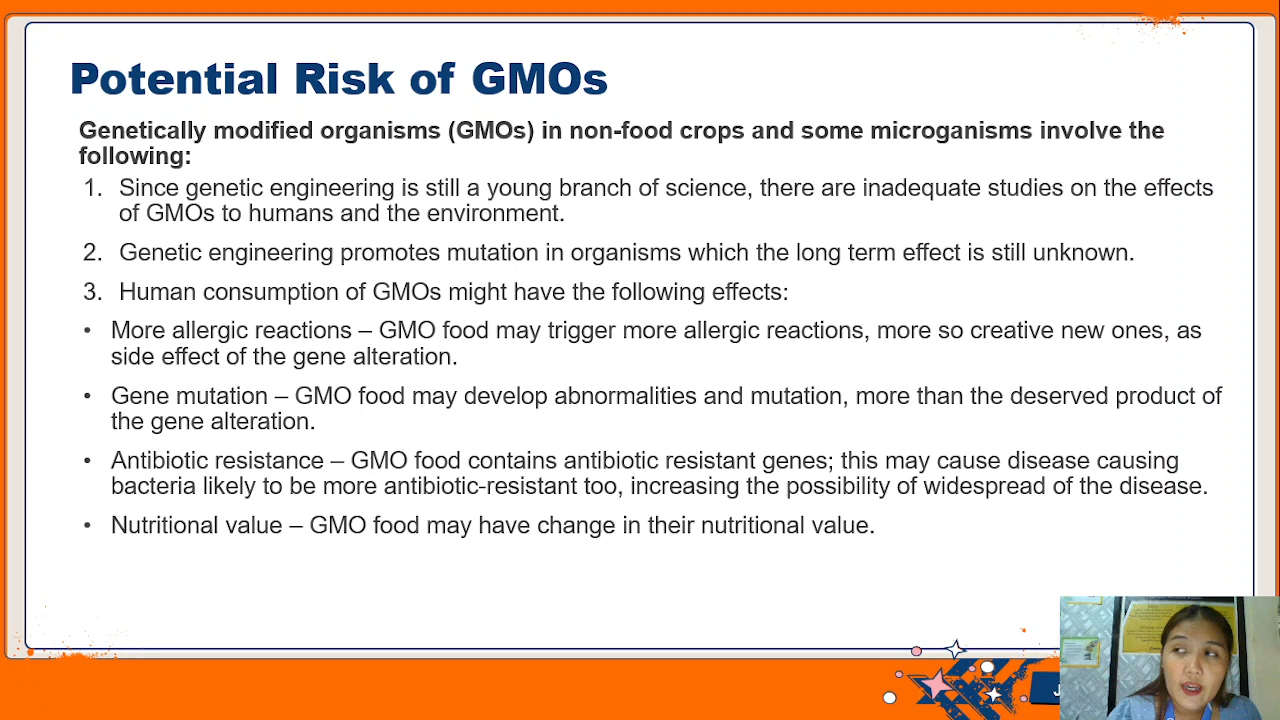 Potential Risk of GMOs
Genetically modified organisms (GMOs) in non-food crops and some microganisms involve the
following:
1. Since genetic engineering is still a young branch of science, there are inadequate studies on the effects
of GMOs to humans and the environment.
2. Genetic engineering promotes mutation in organisms which the long term effect is still unknown.
3. Human consumption of GMOs might have the following effects:
• More allergic reactions – GMO food may trigger more allergic reactions, more so creative new ones, as
side effect of the gene alteration.
• Gene mutation – GMO food may develop abnormalities and mutation, more than the deserved product of
the gene alteration.
• Antibiotic resistance – GMO food contains antibiotic resistant genes; this may cause disease causing
bacteria likely to be more antibiotic-resistant too, increasing the possibility of widespread of the disease.
• Nutritional value – GMO food may have change in their nutritional value.